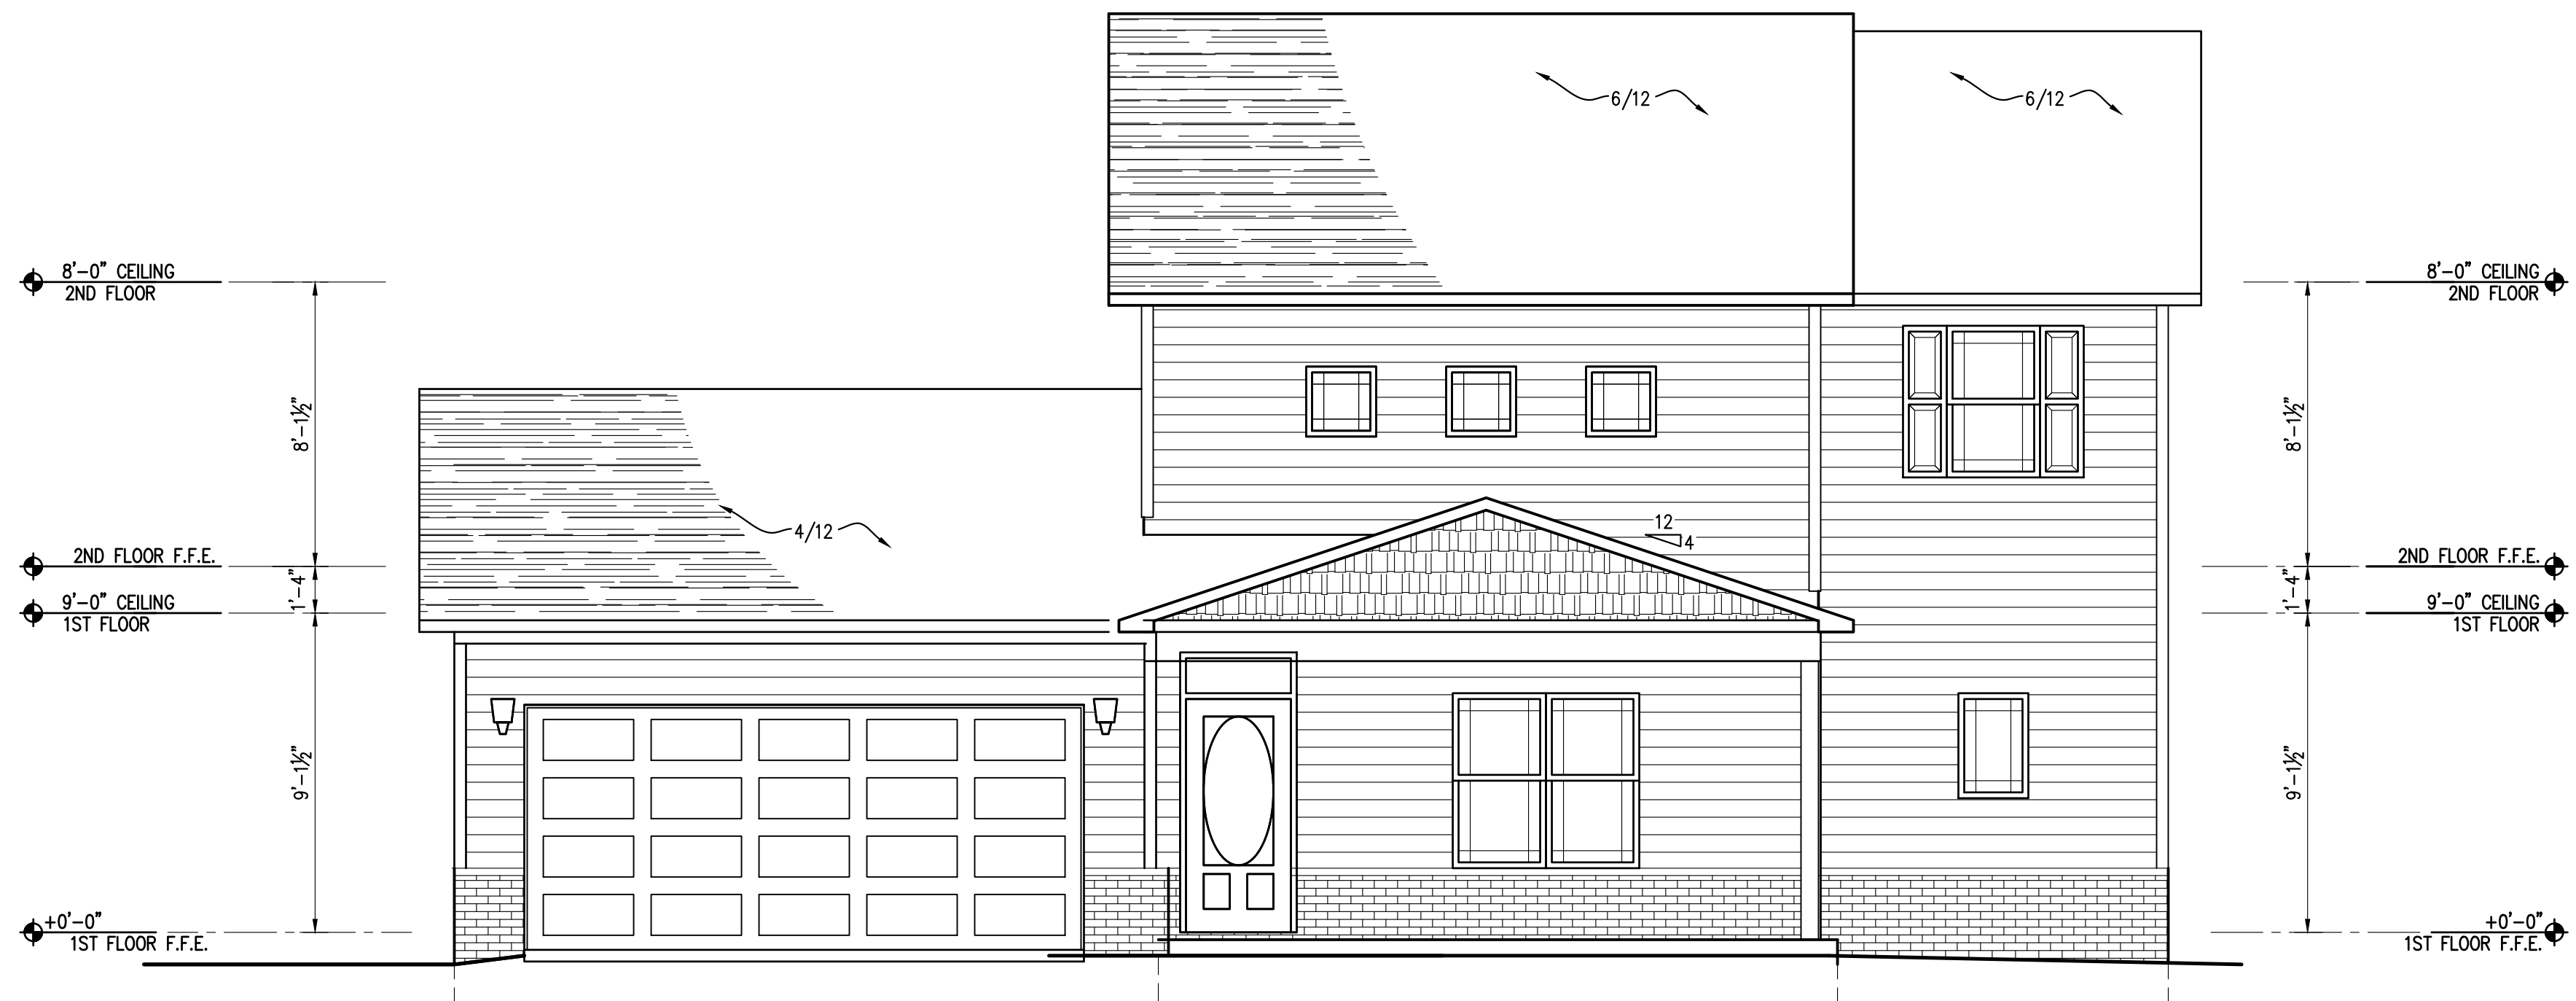 6/12
6/12
8'-0" CEILING
2ND FLOOR
8'-0" CEILING
2ND FLOOR
8'-1½"
8'-1½"
4/12
12
4
2ND FLOOR F.F.E.
2ND FLOOR F.F.E.
1'-4"
1'-4"
9'-0" CEILING
1ST FLOOR
9'-0" CEILING
1ST FLOOR
9'-1½"
9'-1½"
+0'-0"
1ST FLOOR F.F.E.
+0'-0"
1ST FLOOR F.F.E.